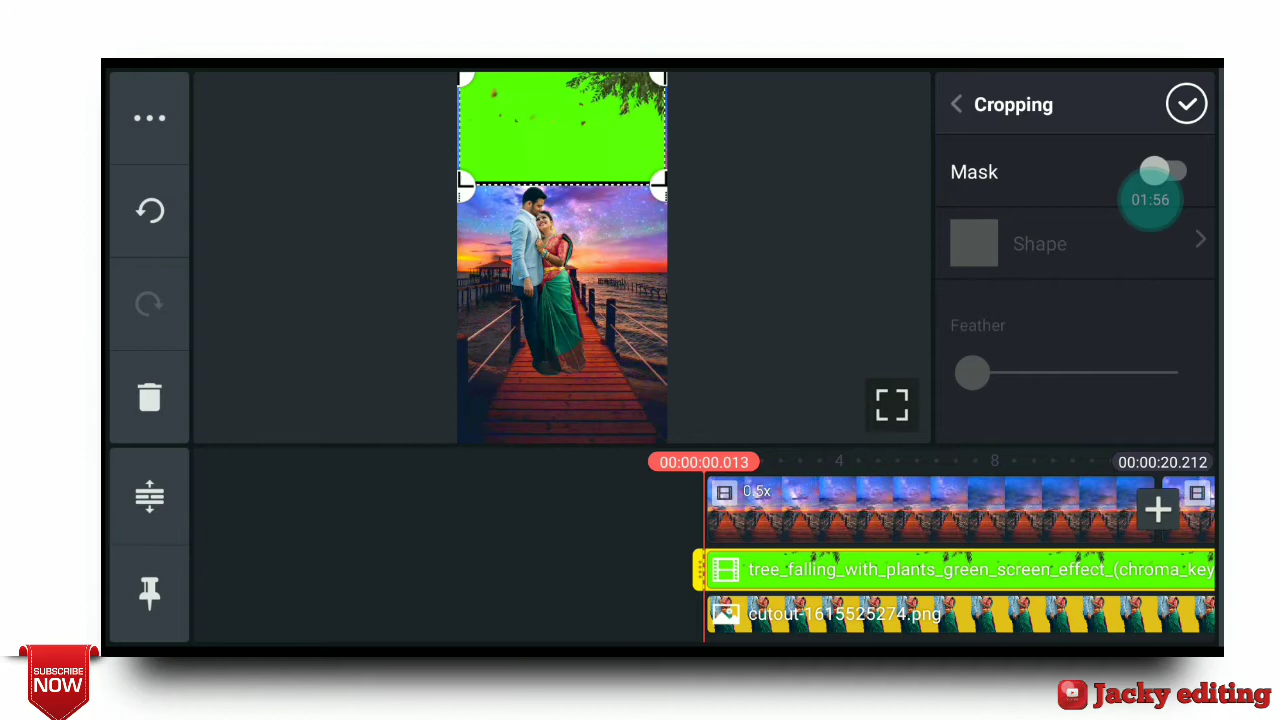 Cropping
Mask
01:56
Shape
Feather
00:00:00.013
4
8
00:00:20.212
0.5x
tree_falling_with_plants_green_screen_effect_(chroma_key
cutout-1615525274.png
SUBSCRIBE
NOW
Jacky editing